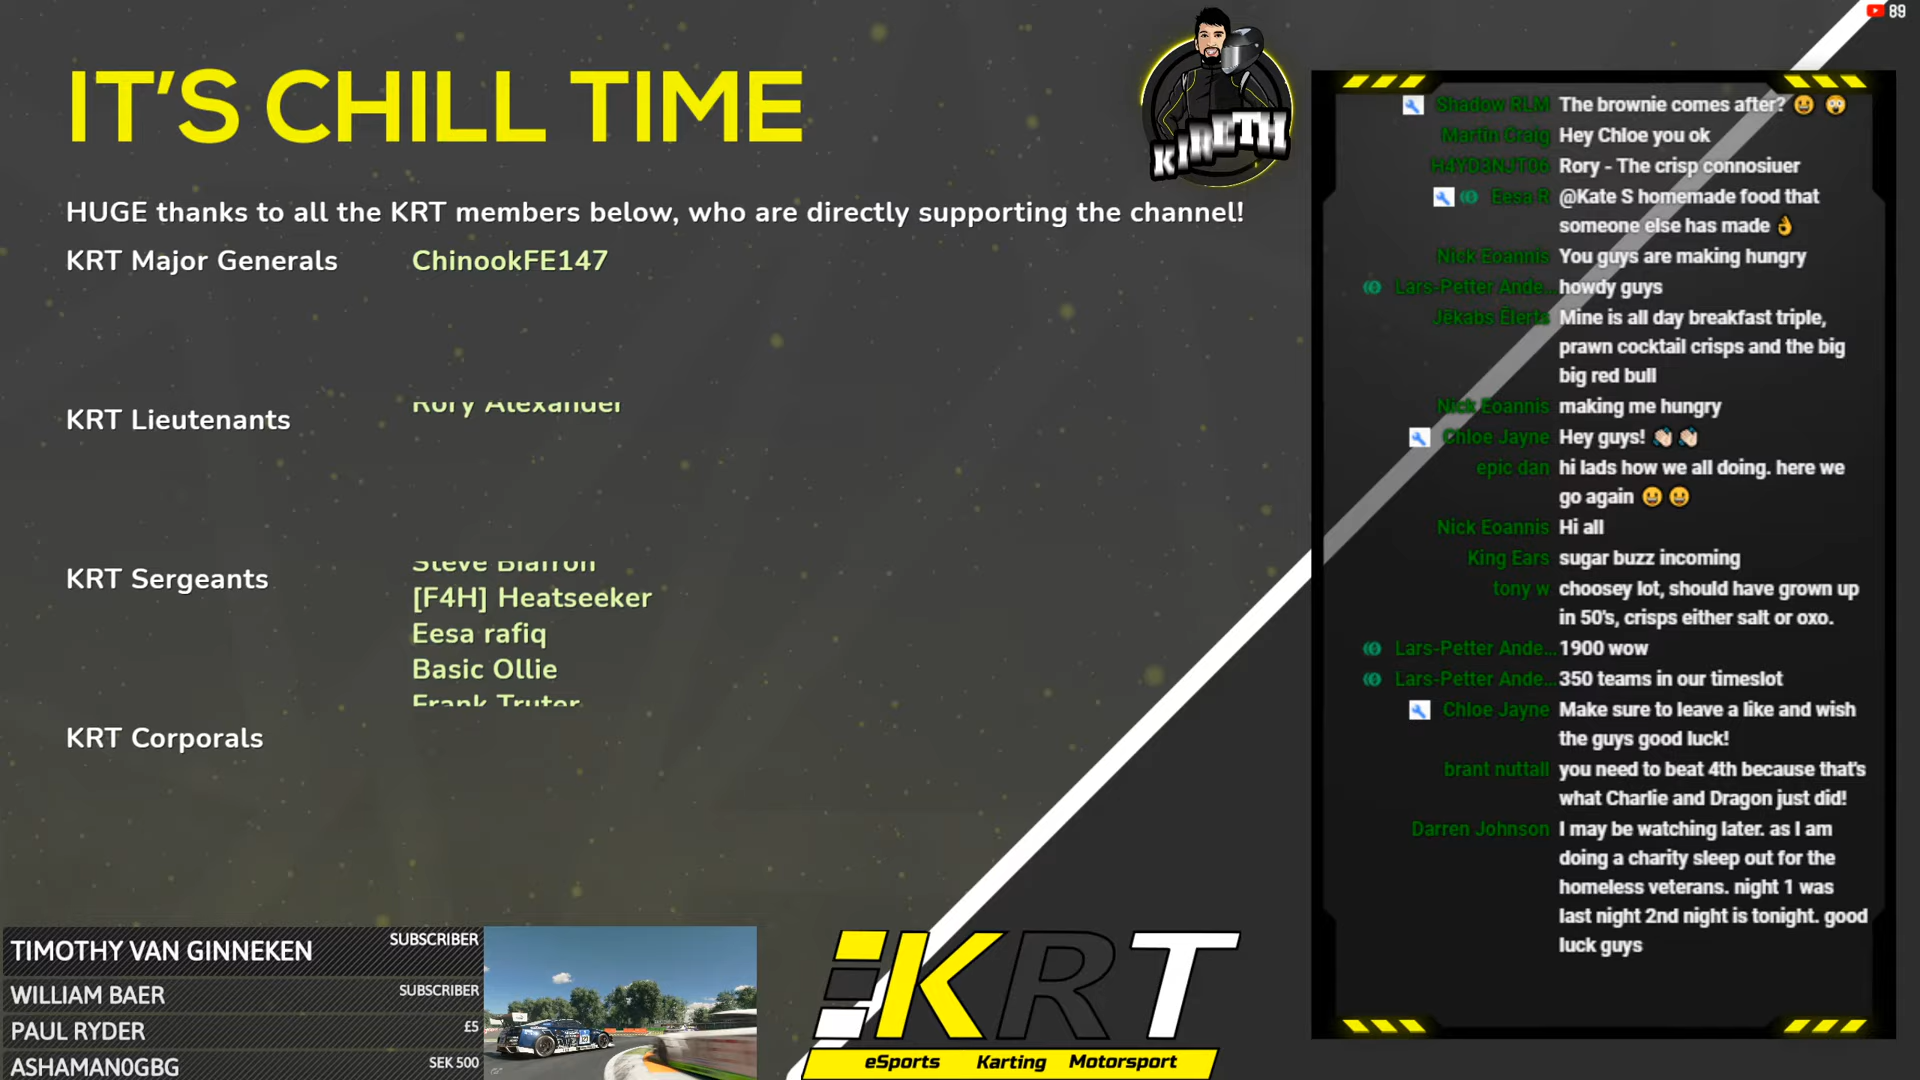 89
IT'S CHILL TIME
KIRETH
HUGE thanks to all the KRT members below, who are directly supporting the channel!
KRT Major Generals
ChinookFE147
KRT Lieutenants
Rory Alexander
KRT Sergeants
Steve
[F4H] Heatseeker
Eesa rafiq
Basic Ollie
Frank Truter
KRT Corporals
Shadow RLM The brownie comes after?
Martin Craig Hey Chloe you ok
H4YD3NJT06 Rory - The crisp connosiuer
Eesa R @Kate S homemade food that
someone else has made
Nick Eoannis You guys are making hungry
Lars-Petter Ande... howdy guys
Jēkabs Elerts Mine is all day breakfast triple,
prawn cocktail crisps and the big
big red bull
Nick Eoannis making me hungry
Chloe Jayne Hey guys!
epic dan hi lads how we all doing. here we
go again
Nick Eoannis Hi all
King Ears sugar buzz incoming
tony w choosey lot, should have grown up
in 50's, crisps either salt or oxo.
Lars-Petter Ande... 1900 wow
Lars-Petter Ande... 350 teams in our timeslot
Chloe Jayne Make sure to leave a like and wish
the guys good luck!
brant nuttall you need to beat 4th because that's
what Charlie and Dragon just did!
Darren Johnson I may be watching later. as I am
doing a charity sleep out for the
homeless veterans. night 1 was
last night 2nd night is tonight. good
luck guys
TIMOTHY VAN GINNEKEN SUBSCRIBER
WILLIAM BAER SUBSCRIBER
PAUL RYDER £5
ASHAMAN0GBG SEK 500
KRT
eSports Karting Motorsport